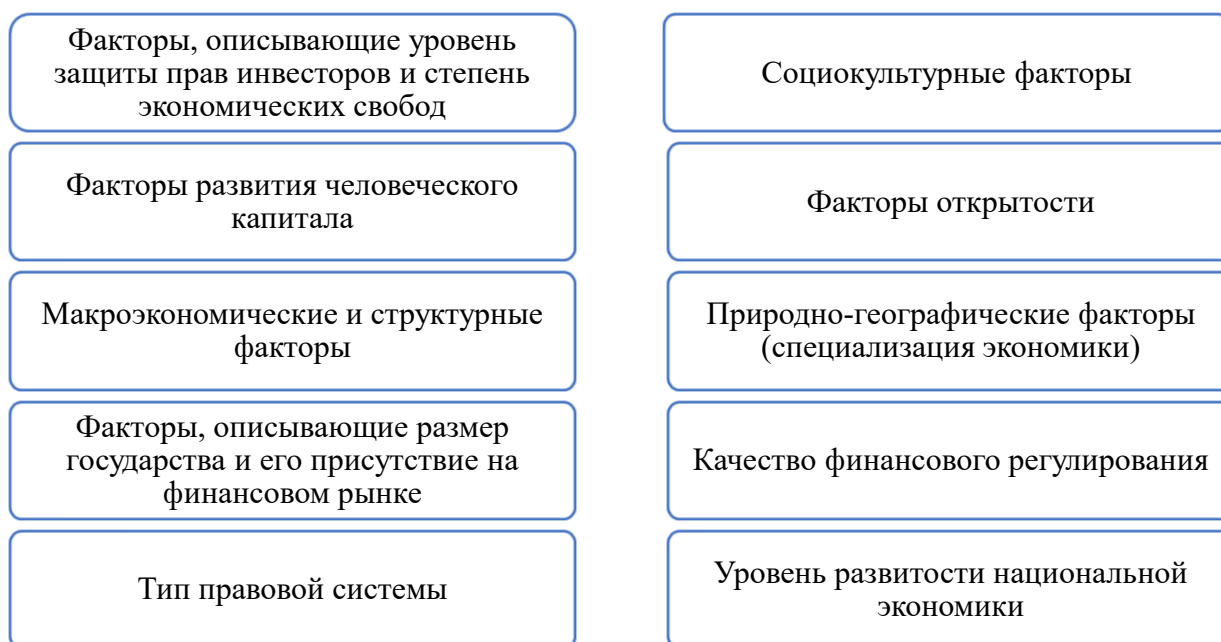 Факторы, описывающие уровень
защиты прав инвесторов и степень
экономических свобод
Социокультурные факторы
Факторы развития человеческого
капитала
Факторы открытости
Макроэкономические и структурные
факторы
Природно-географические факторы
(специализация экономики)
Факторы, описывающие размер
государства и его присутствие на
финансовом рынке
Качество финансового регулирования
Тип правовой системы
Уровень развитости национальной
экономики